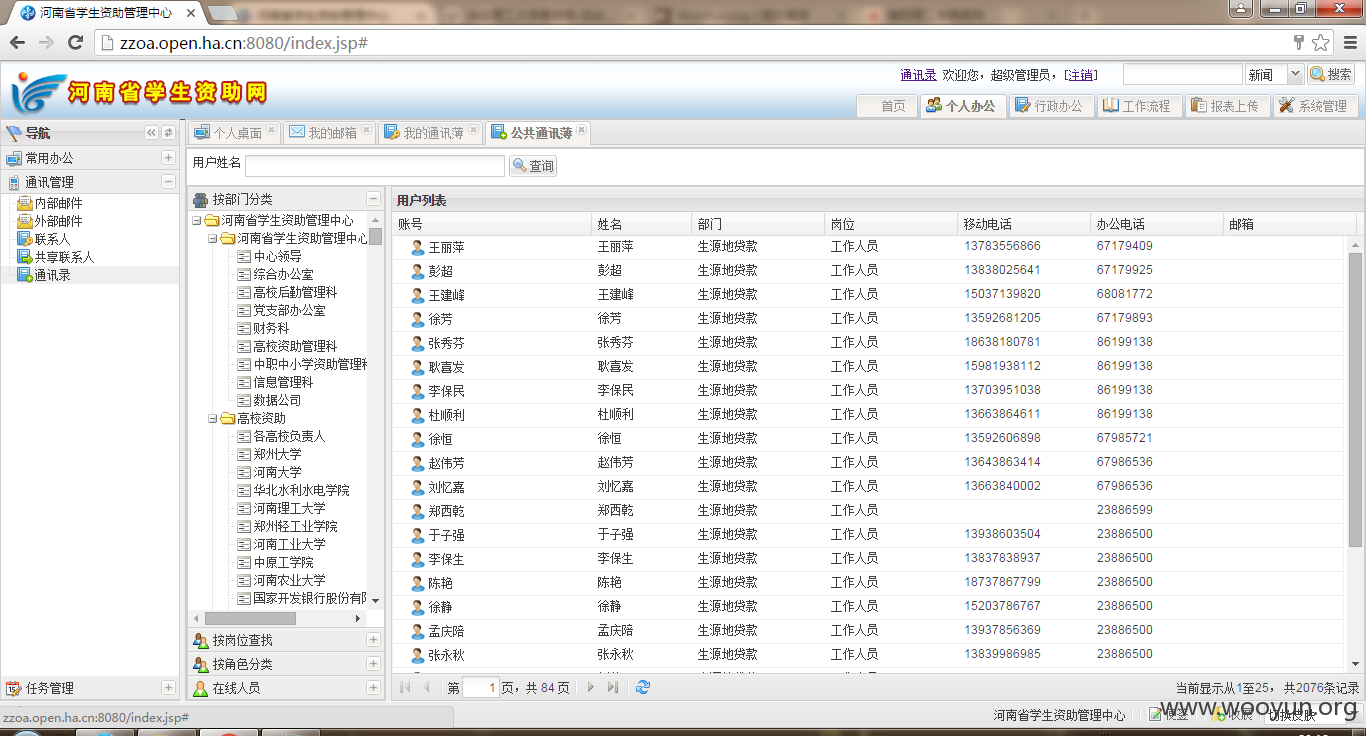 河南省学生资助管理中心
zzoa.open.ha.cn:8080/index.jsp#
河南省学生资助网
通讯录 欢迎您，超级管理员，[注销] 新闻 搜索
首页 个人办公 行政办公 工作流程 报表上传 系统管理
导航
常用办公
通讯管理
内部邮件
外部邮件
联系人
共享联系人
通讯录
任务管理
个人桌面 我的邮箱 我的通讯薄 公共通讯薄
用户姓名 查询
按部门分类
河南省学生资助管理中心
河南省学生资助管理中心
中心领导
综合办公室
高校后勤管理科
党支部办公室
财务科
高校资助管理科
中职中小学资助管理科
信息管理科
数据公司
高校资助
各高校负责人
郑州大学
河南大学
华北水利水电学院
河南理工大学
郑州轻工业学院
河南工业大学
中原工学院
河南农业大学
国家开发银行股份有限
按岗位查找
按角色分类
在线人员
用户列表
账号 姓名 部门 岗位 移动电话 办公电话 邮箱
王丽萍 王丽萍 生源地贷款 工作人员 13783556866 67179409
彭超 彭超 生源地贷款 工作人员 13838025641 67179925
王建峰 王建峰 生源地贷款 工作人员 15037139820 68081772
徐芳 徐芳 生源地贷款 工作人员 13592681205 67179893
张秀芬 张秀芬 生源地贷款 工作人员 18638180781 86199138
耿喜发 耿喜发 生源地贷款 工作人员 15981938112 86199138
李保民 李保民 生源地贷款 工作人员 13703951038 86199138
杜顺利 杜顺利 生源地贷款 工作人员 13663864611 86199138
徐恒 徐恒 生源地贷款 工作人员 13592606898 67985721
赵伟芳 赵伟芳 生源地贷款 工作人员 13643863414 67986536
刘忆嘉 刘忆嘉 生源地贷款 工作人员 13663840002 67986536
郑西乾 郑西乾 生源地贷款 工作人员 23886599
于子强 于子强 生源地贷款 工作人员 13938603504 23886500
李保生 李保生 生源地贷款 工作人员 13837838937 23886500
陈艳 陈艳 生源地贷款 工作人员 18737867799 23886500
徐静 徐静 生源地贷款 工作人员 15203786767 23886500
孟庆陪 孟庆陪 生源地贷款 工作人员 13937856369 23886500
张永秋 张永秋 生源地贷款 工作人员 13839986985 23886500
第 1 页，共 84 页 当前显示从1至25，共2076条记录
zzoa.open.ha.cn:8080/index.jsp#
河南省学生资助管理中心 便签 收展 切换皮肤
www.wooyun.org